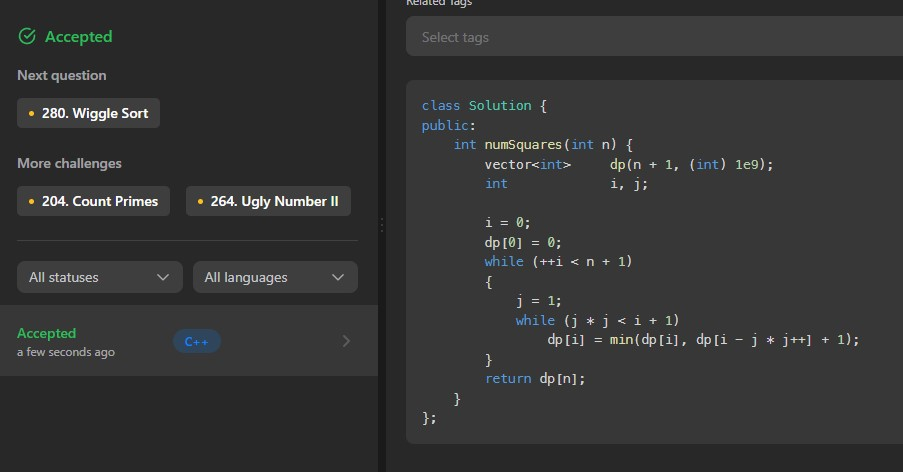 Related Tags
Accepted
Next question
280. Wiggle Sort
More challenges
204. Count Primes
264. Ugly Number II
All statuses
All languages
Accepted
a few seconds ago
C++
Select tags
class Solution {
public:
    int numSquares(int n) {
        vector<int>     dp(n + 1, (int) 1e9);
        int             i, j;

        i = 0;
        dp[0] = 0;
        while (++i < n + 1)
        {
            j = 1;
            while (j * j < i + 1)
                dp[i] = min(dp[i], dp[i - j * j++] + 1);
        }
        return dp[n];
    }
};